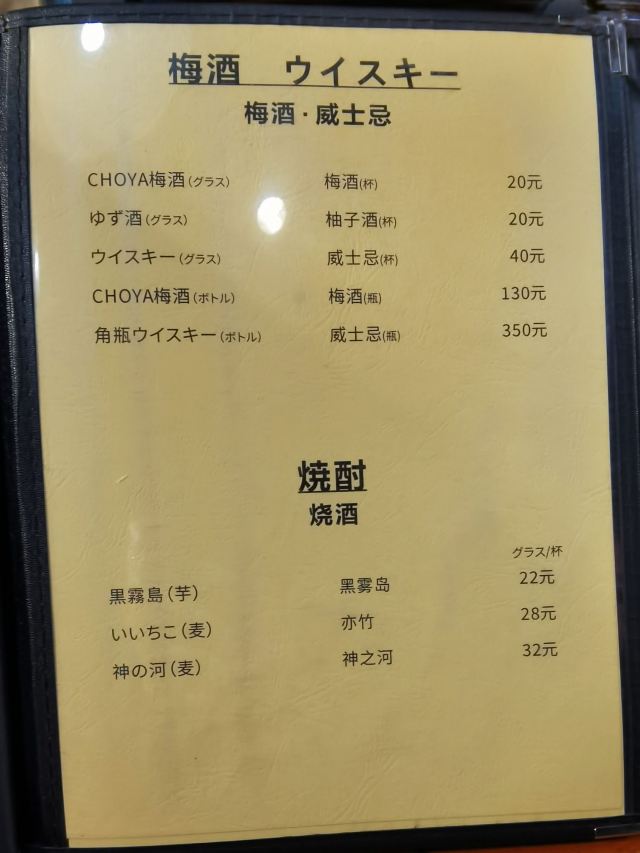 梅酒　ウイスキー
梅酒·威士忌
CHOYA梅酒（グラス） 梅酒(杯) 20元
ゆず酒（グラス） 柚子酒(杯) 20元
ウイスキー（グラス） 威士忌(杯) 40元
CHOYA梅酒（ボトル） 梅酒(瓶) 130元
角瓶ウイスキー（ボトル） 威士忌(瓶) 350元
焼酎
烧酒
グラス/杯
黒霧島（芋） 黑雾岛 22元
いいちこ（麦） 亦竹 28元
神の河（麦） 神之河 32元